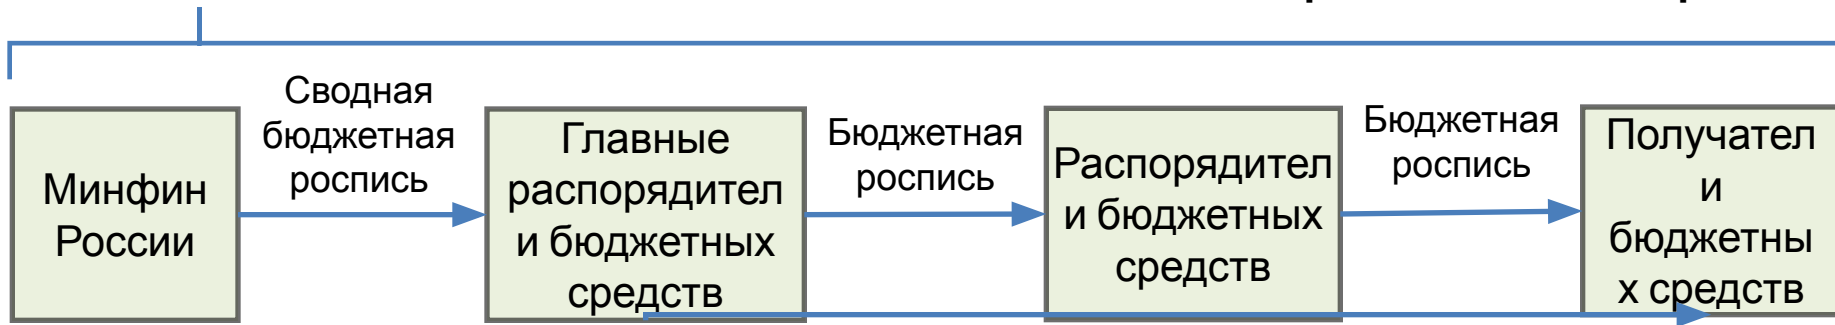 Минфин
России
Сводная
бюджетная
роспись
Главные
распорядител
и бюджетных
средств
Бюджетная
роспись
Распорядител
и бюджетных
средств
Бюджетная
роспись
Получател
и
бюджетны
х средств